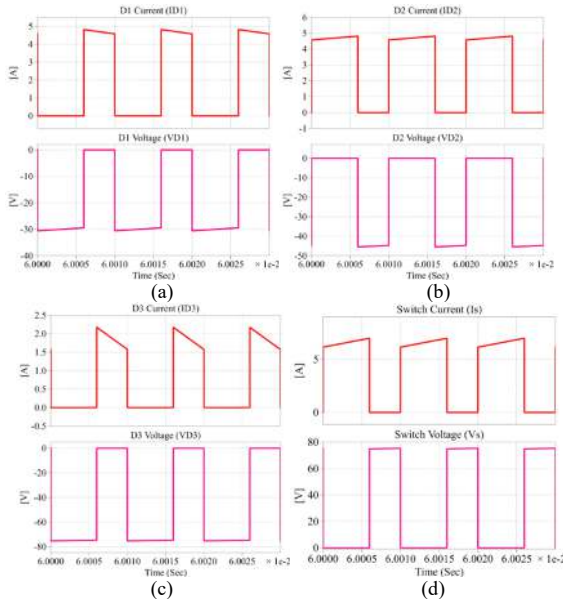 D1 Current (ID1)
[A]
5
4
3
2
1
0
D1 Voltage (VD1)
[V]
0
-10
-20
-30
-40
6.0000 6.0005 6.0010 6.0015 6.0020 6.0025 × 1e-2
Time (Sec)
(a)
D2 Current (ID2)
[A]
6
5
4
3
2
1
0
-1
D2 Voltage (VD2)
[V]
0
-10
-20
-30
-40
-50
6.0000 6.0005 6.0010 6.0015 6.0020 6.0025 × 1e-2
Time (Sec)
(b)
D3 Current (ID3)
[A]
2.5
2.0
1.5
1.0
0.5
0.0
-0.5
D3 Voltage (VD3)
[V]
0
-20
-40
-60
-80
6.0000 6.0005 6.0010 6.0015 6.0020 6.0025 × 1e-2
Time (Sec)
(c)
Switch Current (Is)
[A]
5
0
Switch Voltage (Vs)
[V]
80
60
40
20
0
6.0000 6.0005 6.0010 6.0015 6.0020 6.0025 × 1e-2
Time (Sec)
(d)